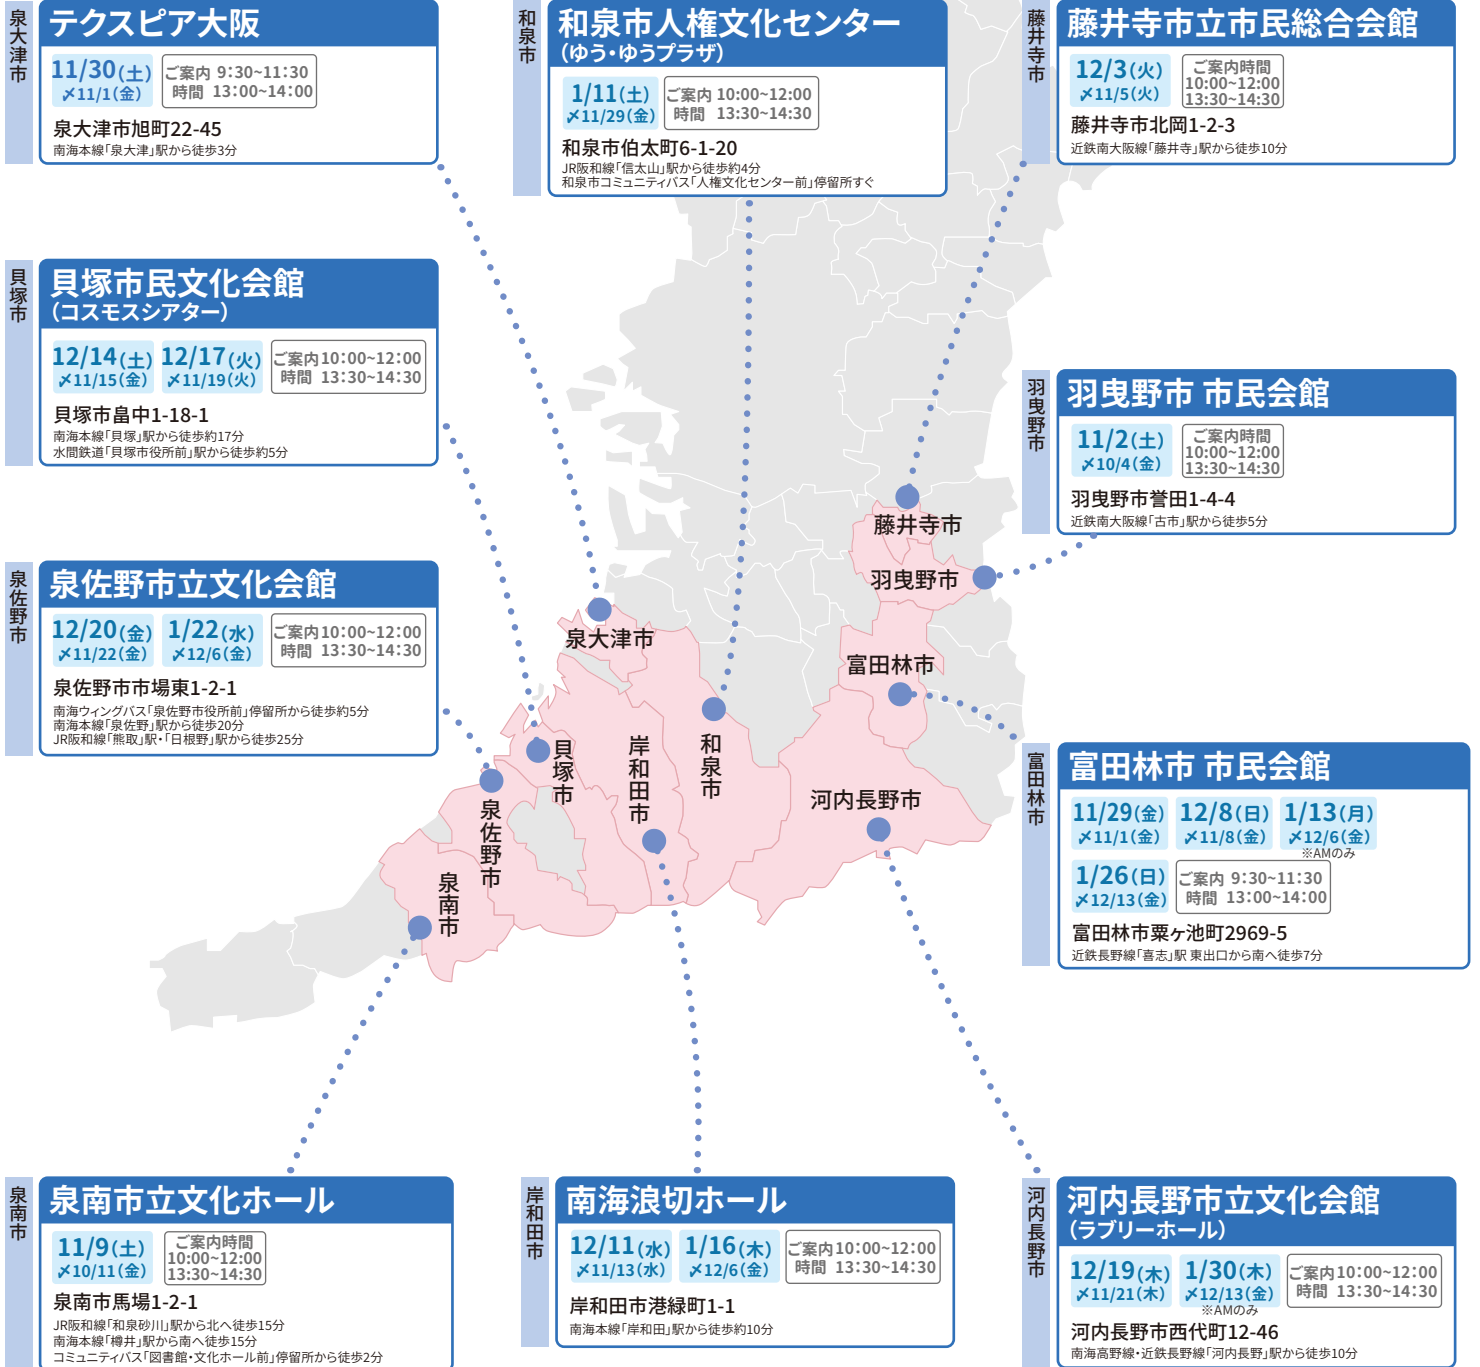 泉大津市
テクスピア大阪
11/30(土)
〆11/1(金)
ご案内 9:30~11:30
時間 13:00~14:00
泉大津市旭町22-45
南海本線「泉大津」駅から徒歩3分
和泉市
和泉市人権文化センター
(ゆう・ゆうプラザ)
1/11(土)
〆11/29(金)
ご案内 10:00~12:00
時間 13:30~14:30
和泉市伯太町6-1-20
JR阪和線「信太山」駅から徒歩約4分
和泉市コミュニティバス「人権文化センター前」停留所すぐ
藤井寺市
藤井寺市立市民総合会館
12/3(火)
〆11/5(火)
ご案内時間
10:00~12:00
13:30~14:30
藤井寺市北岡1-2-3
近鉄南大阪線「藤井寺」駅から徒歩10分
貝塚市
貝塚市民文化会館
(コスモスシアター)
12/14(土)
〆11/15(金)
12/17(火)
〆11/19(火)
ご案内 10:00~12:00
時間 13:30~14:30
貝塚市畠中1-18-1
南海本線「貝塚」駅から徒歩約17分
水間鉄道「貝塚市役所前」駅から徒歩約5分
羽曳野市
羽曳野市 市民会館
11/2(土)
〆10/4(金)
ご案内時間
10:00~12:00
13:30~14:30
羽曳野市誉田1-4-4
近鉄南大阪線「古市」駅から徒歩5分
泉佐野市
泉佐野市立文化会館
12/20(金)
〆11/22(金)
1/22(水)
〆12/6(金)
ご案内 10:00~12:00
時間 13:30~14:30
泉佐野市市場東1-2-1
南海ウィングバス「泉佐野市役所前」停留所から徒歩約5分
南海本線「泉佐野」駅から徒歩20分
JR阪和線「熊取」駅・「日根野」駅から徒歩25分
藤井寺市
羽曳野市
泉大津市
富田林市
貝塚市
岸和田市
和泉市
河内長野市
泉佐野市
泉南市
富田林市
富田林市 市民会館
11/29(金)
〆11/1(金)
12/8(日)
〆11/8(金)
1/13(月)
〆12/6(金)
※AMのみ
1/26(日)
〆12/13(金)
ご案内 9:30~11:30
時間 13:00~14:00
富田林市粟ヶ池町2969-5
近鉄長野線「喜志」駅 東出口から南へ徒歩7分
泉南市
泉南市立文化ホール
11/9(土)
〆10/11(金)
ご案内時間
10:00~12:00
13:30~14:30
泉南市馬場1-2-1
JR阪和線「和泉砂川」駅から北へ徒歩15分
南海本線「樽井」駅から南へ徒歩15分
コミュニティバス「図書館・文化ホール前」停留所から徒歩2分
岸和田市
南海浪切ホール
12/11(水)
〆11/13(水)
1/16(木)
〆12/6(金)
ご案内 10:00~12:00
時間 13:30~14:30
岸和田市港緑町1-1
南海本線「岸和田」駅から徒歩約10分
河内長野市
河内長野市立文化会館
(ラブリーホール)
12/19(木)
〆11/21(木)
1/30(木)
〆12/13(金)
※AMのみ
ご案内 10:00~12:00
時間 13:30~14:30
河内長野市西代町12-46
南海高野線・近鉄長野線「河内長野」駅から徒歩10分